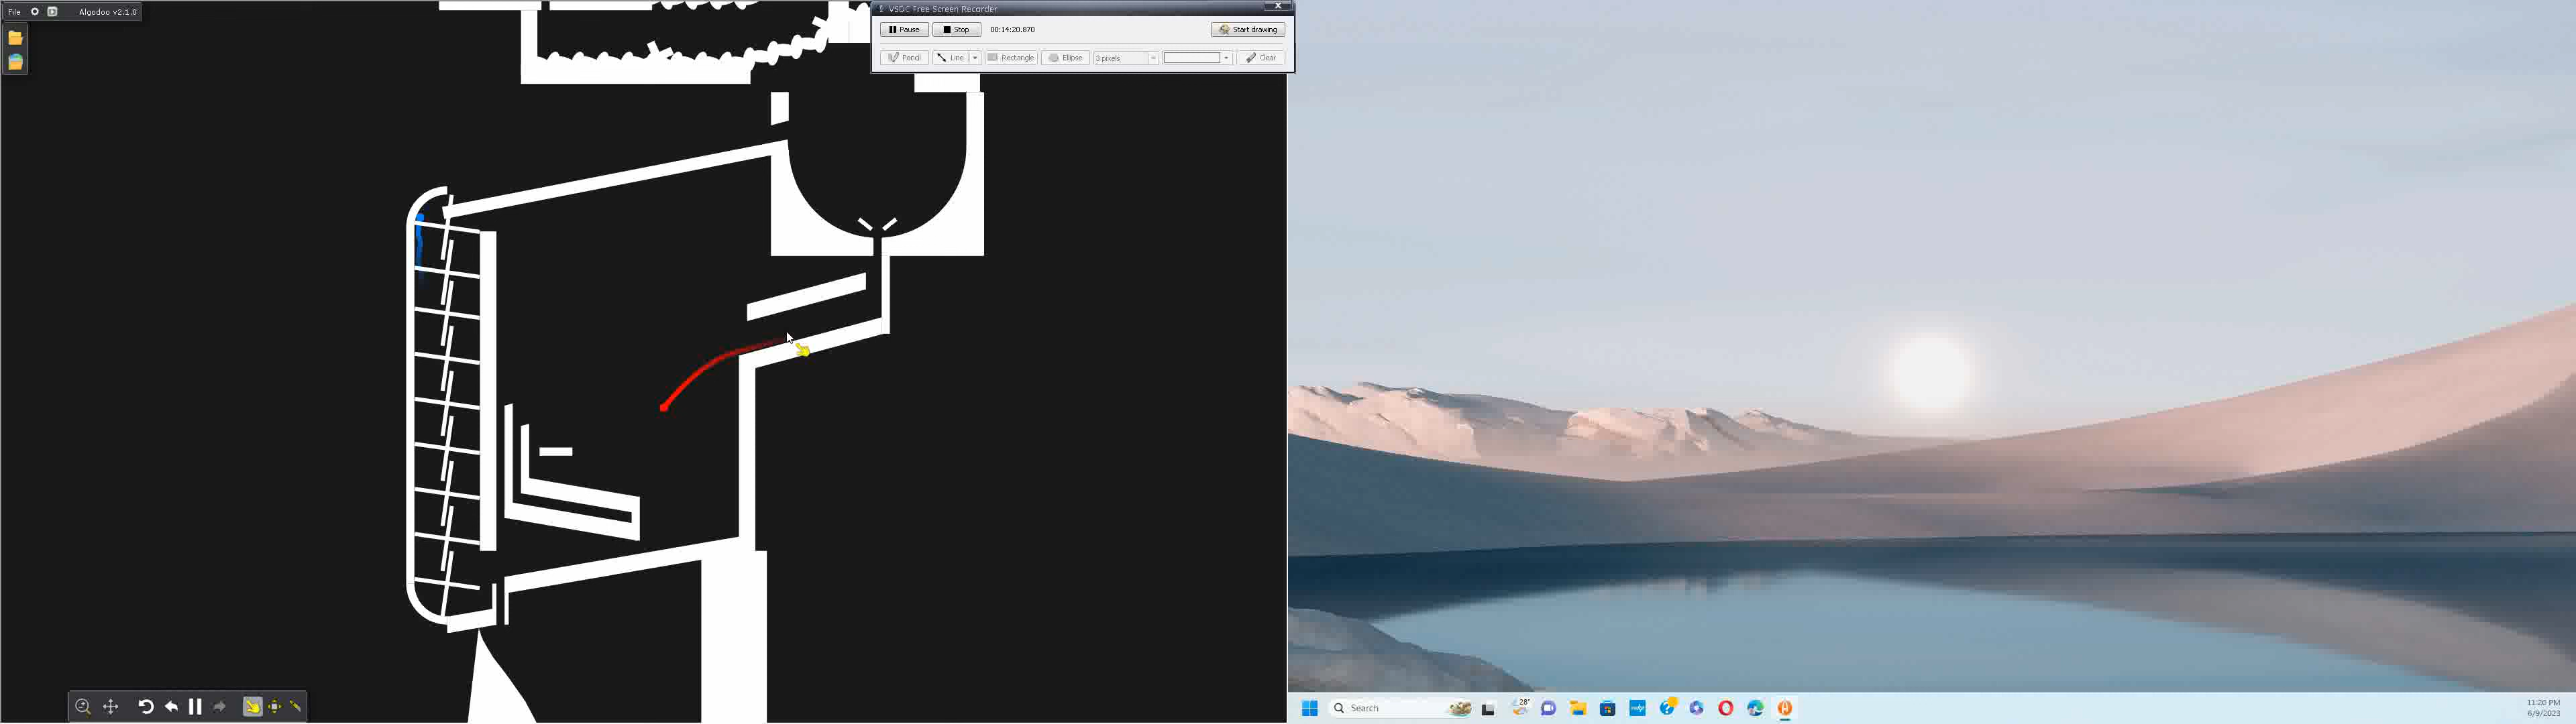 File Algodoo v2.1.0
VSDC Free Screen Recorder
Pause Stop 00:14:20.870 Start drawing
Pencil Line Rectangle Ellipse 3 pixels Clear
Search 28°
11:20 PM
6/9/2023